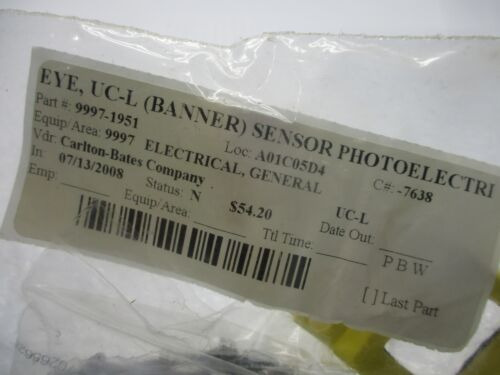 EYE, UC-L (BANNER) SENSOR PHOTOELECTRI
Part #: 9997-1951 Loc: A01C05D4 C#: -7638
Equip/Area: 9997 ELECTRICAL, GENERAL
Vdr: Carlton-Bates Company UC-L
In: 07/13/2008 Status: N $54.20 Date Out:
Emp: Equip/Area: Ttl Time: P B W
[ ] Last Part